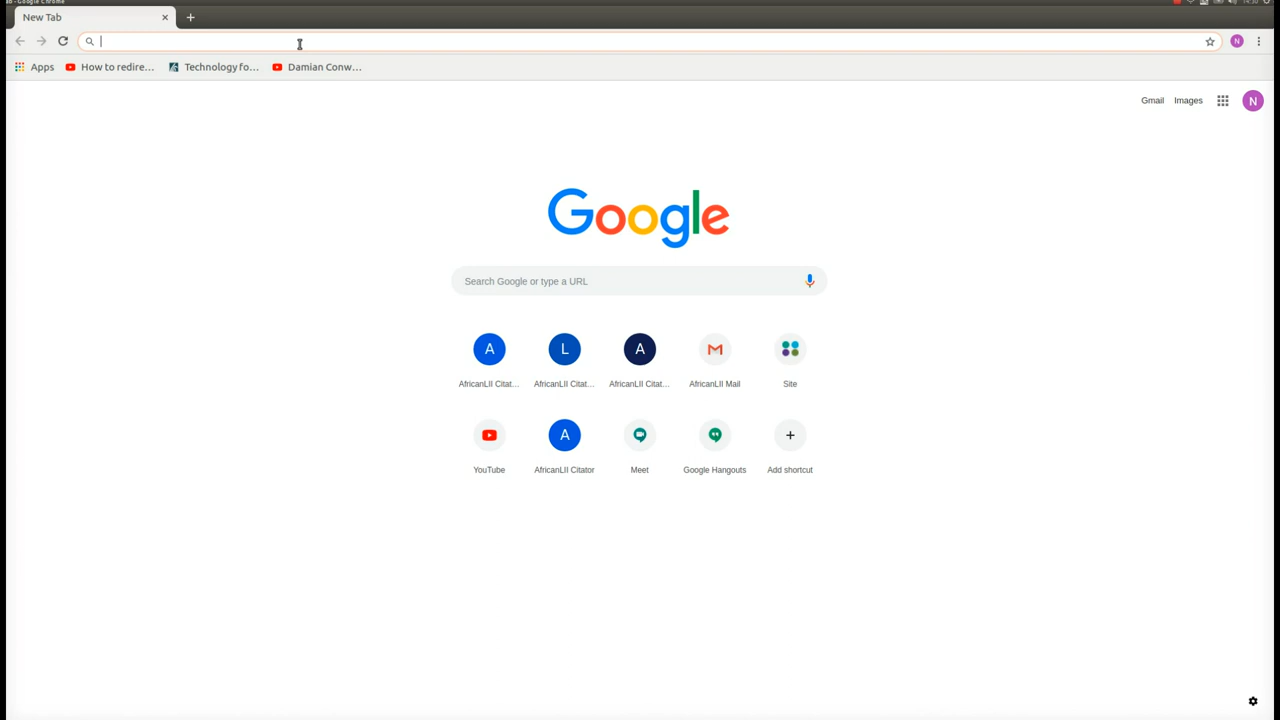 New Tab
Apps How to redire... Technology fo... Damian Conw...
Gmail Images N
Google
Search Google or type a URL
A L A
AfricanLII Citat... AfricanLII Citat... AfricanLII Citat... AfricanLII Mail Site
A
YouTube AfricanLII Citator Meet Google Hangouts Add shortcut